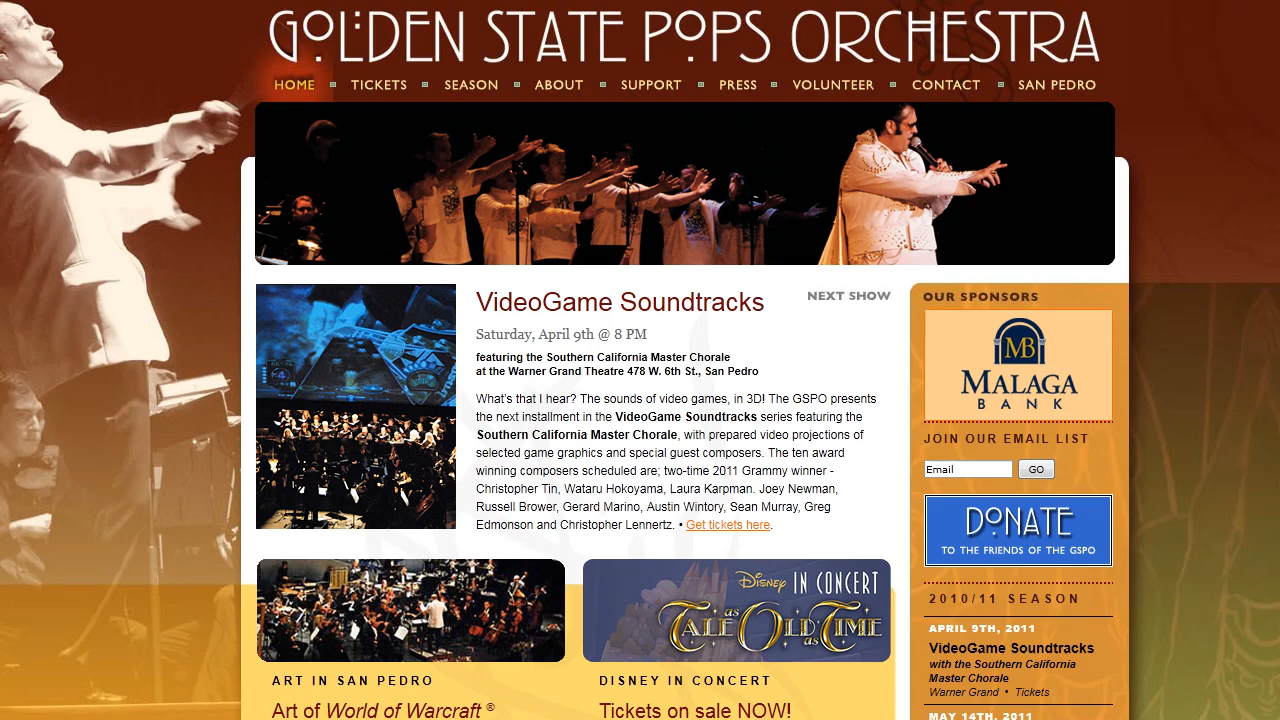 GOLDEN STATE POPS ORCHESTRA
HOME TICKETS SEASON ABOUT SUPPORT PRESS VOLUNTEER CONTACT SAN PEDRO
VideoGame Soundtracks
NEXT SHOW
Saturday, April 9th @ 8 PM
featuring the Southern California Master Chorale
at the Warner Grand Theatre 478 W. 6th St., San Pedro
What's that I hear? The sounds of video games, in 3D! The GSPO presents
the next installment in the VideoGame Soundtracks series featuring the
Southern California Master Chorale, with prepared video projections of
selected game graphics and special guest composers. The ten award
winning composers scheduled are; two-time 2011 Grammy winner -
Christopher Tin, Wataru Hokoyama, Laura Karpman. Joey Newman,
Russell Brower, Gerard Marino, Austin Wintory, Sean Murray, Greg
Edmonson and Christopher Lennertz. • Get tickets here.
Disney IN CONCERT
Tale as Old as Time
ART IN SAN PEDRO
Art of World of Warcraft ®
DISNEY IN CONCERT
Tickets on sale NOW!
OUR SPONSORS
MB
MALAGA
BANK
JOIN OUR EMAIL LIST
Email GO
DONATE
TO THE FRIENDS OF THE GSPO
2010/11 SEASON
APRIL 9TH, 2011
VideoGame Soundtracks
with the Southern California
Master Chorale
Warner Grand • Tickets
MAY 14TH, 2011